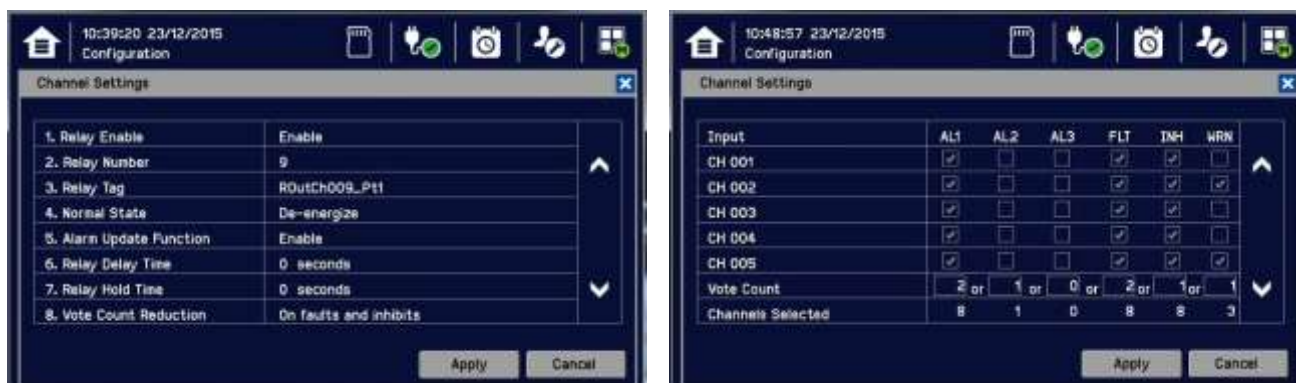 10:39:20 23/12/2015
Configuration
Channel Settings
1. Relay Enable Enable
2. Relay Number 9
3. Relay Tag ROutCh009_Pt1
4. Normal State De-energize
5. Alarm Update Function Enable
6. Relay Delay Time 0 seconds
7. Relay Hold Time 0 seconds
8. Vote Count Reduction On faults and inhibits
Apply Cancel
10:48:57 23/12/2015
Configuration
Channel Settings
Input AL1 AL2 AL3 FLT INH WRN
CH 001
CH 002
CH 003
CH 004
CH 005
Vote Count 2 or 1 or 0 or 2 or 1 or 1
Channels Selected 8 1 0 8 8 3
Apply Cancel